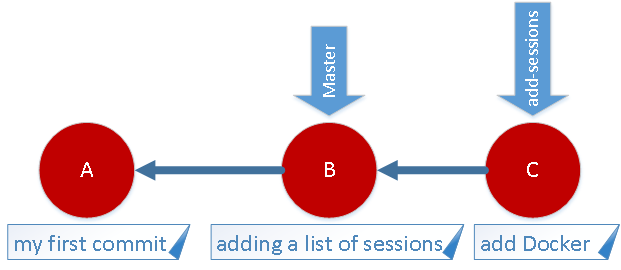 Master
add-sessions
A
B
C
my first commit
adding a list of sessions
add Docker